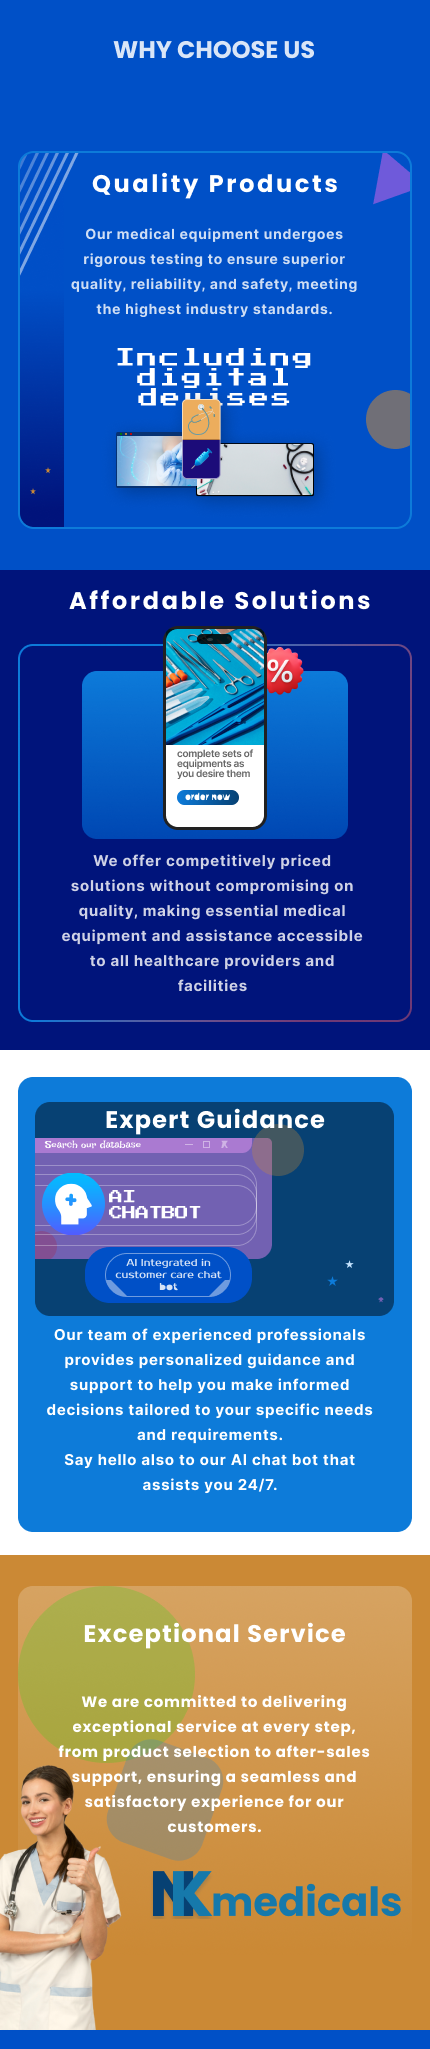 WHY CHOOSE US
Quality Products
Our medical equipment undergoes
rigorous testing to ensure superior
quality, reliability, and safety, meeting
the highest industry standards.
Including
digital
devises
Affordable Solutions
%
complete sets of
equipments as
you desire them
order now
We offer competitively priced
solutions without compromising on
quality, making essential medical
equipment and assistance accessible
to all healthcare providers and
facilities
Expert Guidance
Search our database
AI
CHATBOT
AI Integrated in
customer care chat
bot
Our team of experienced professionals
provides personalized guidance and
support to help you make informed
decisions tailored to your specific needs
and requirements.
Say hello also to our AI chat bot that
assists you 24/7.
Exceptional Service
We are committed to delivering
exceptional service at every step,
from product selection to after-sales
support, ensuring a seamless and
satisfactory experience for our
customers.
NKmedicals